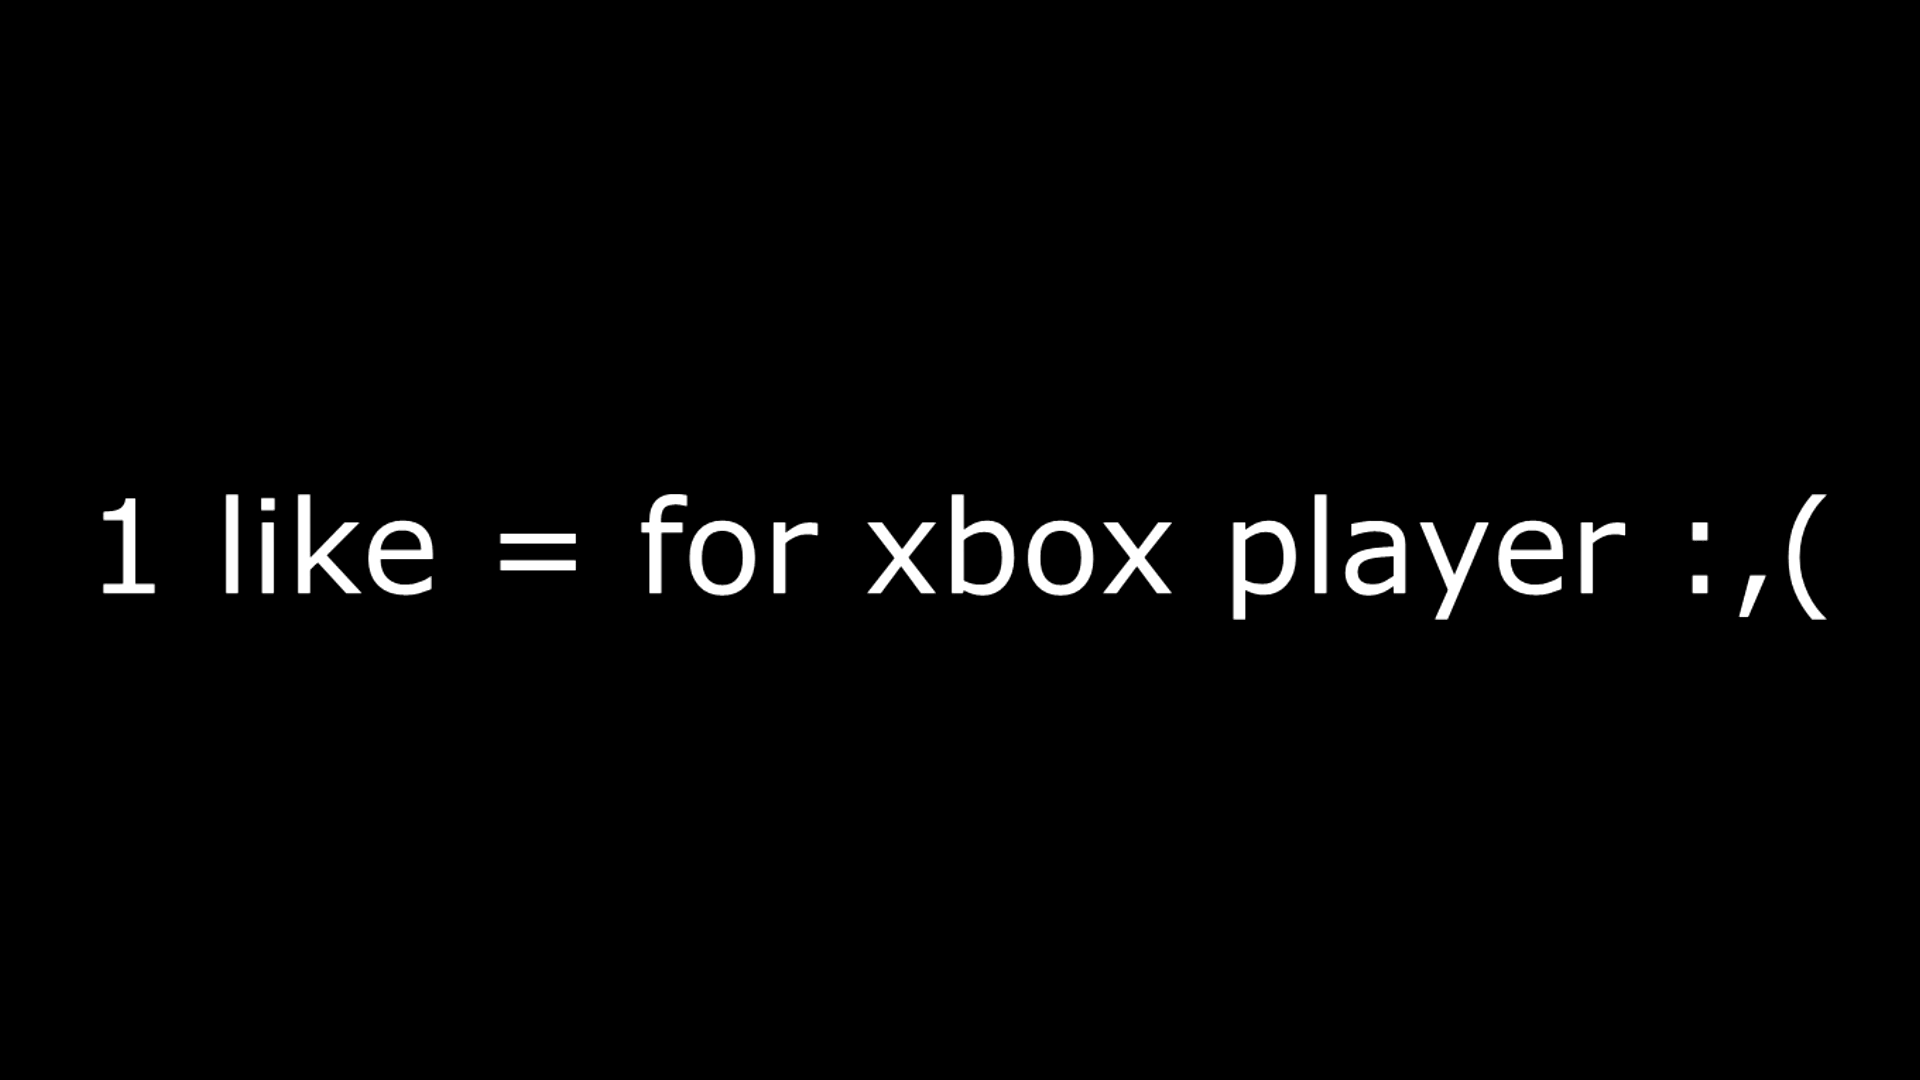 1 like = for xbox player :,(